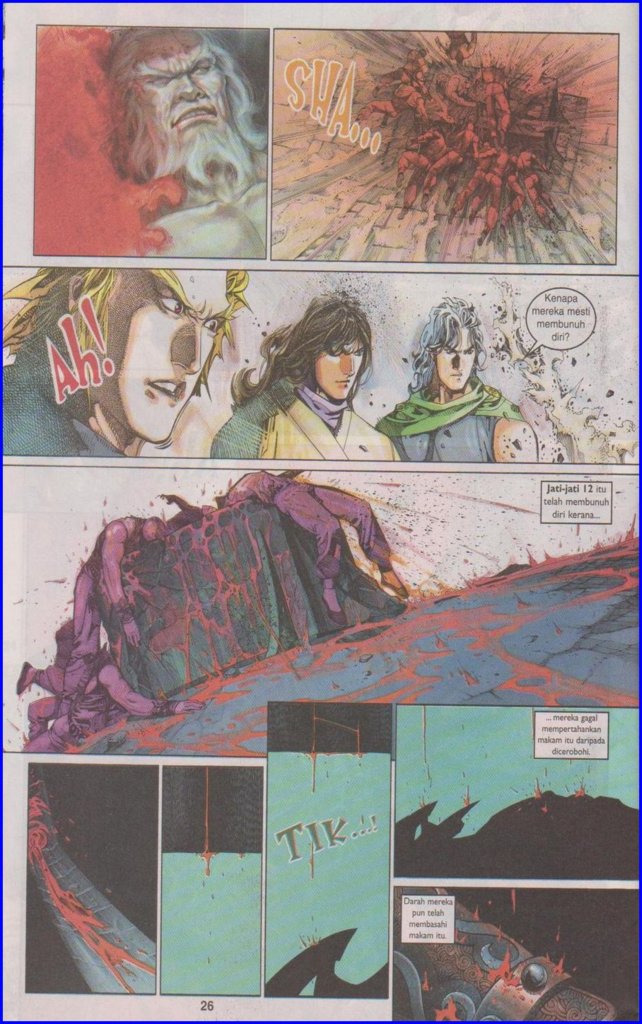 SHA...
Ah!
Kenapa
mereka mesti
membunuh
diri?
Jati-jati 12 itu
telah membunuh
diri kerana...
... mereka gagal
mempertahankan
makam itu daripada
dicerobohi.
TIK...!
Darah mereka
pun telah
membasahi
makam itu.
26